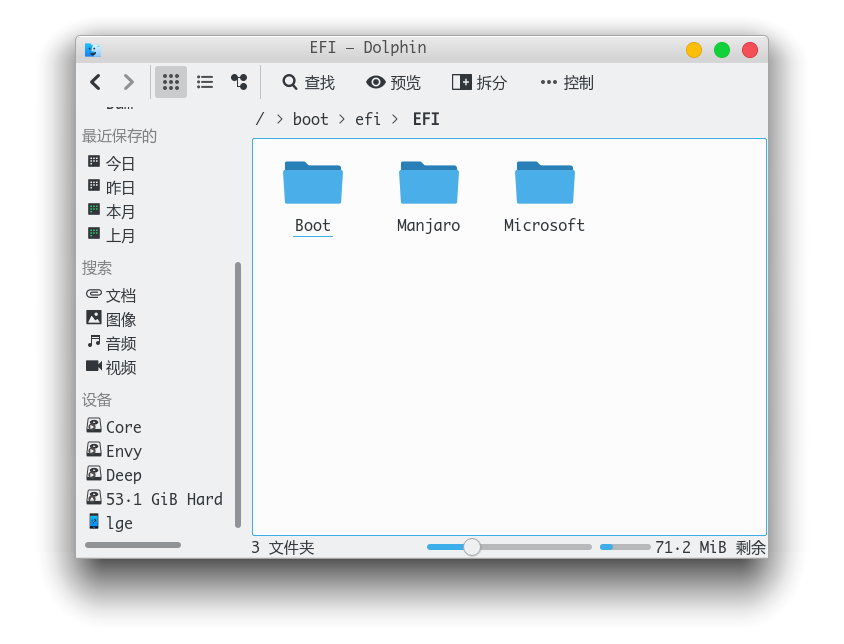 EFI — Dolphin
查找 预览 拆分 ··· 控制
/ > boot > efi > EFI
最近保存的
今日
昨日
本月
上月
搜索
文档
图像
音频
视频
设备
Core
Envy
Deep
53.1 GiB Hard
lge
Boot Manjaro Microsoft
3 文件夹 71.2 MiB 剩余